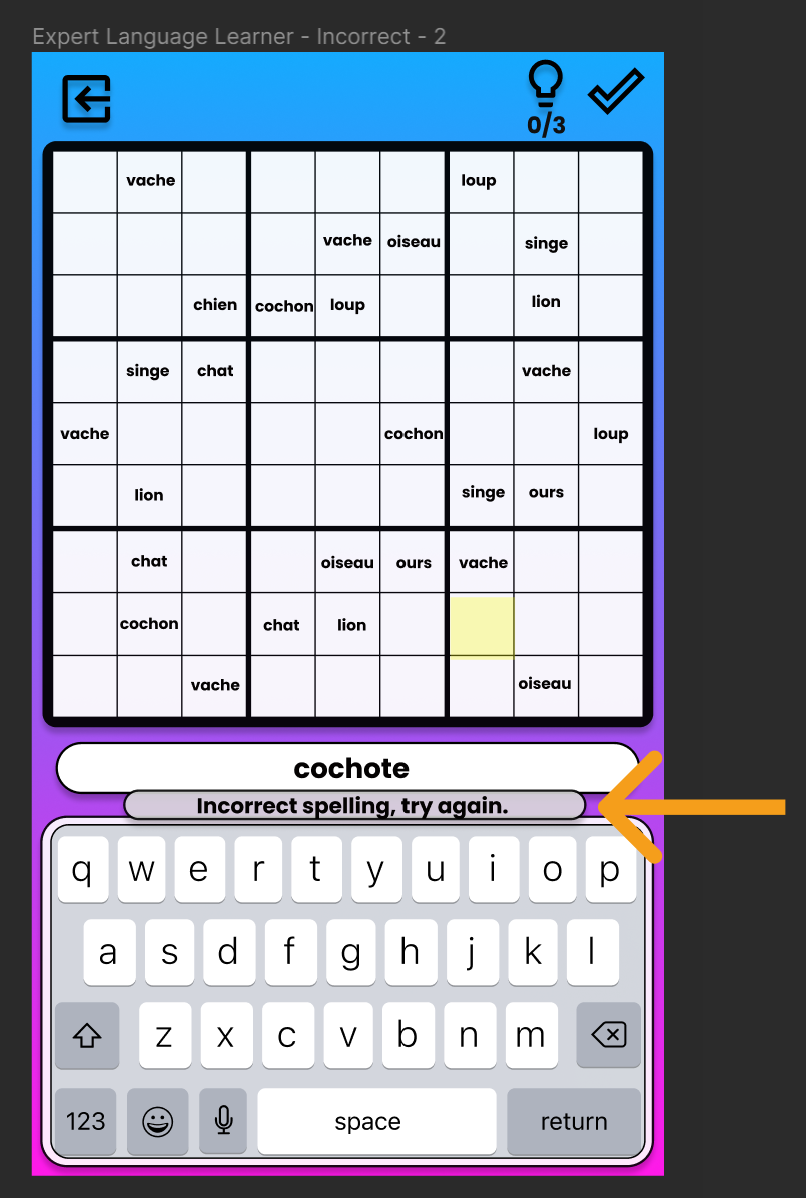 Expert Language Learner - Incorrect - 2
0/3
vache loup
vache oiseau singe
chien cochon loup lion
singe chat vache
vache cochon loup
lion singe ours
chat oiseau ours vache
cochon chat lion
vache oiseau
cochote
Incorrect spelling, try again.
q w e r t y u i o p
a s d f g h j k l
z x c v b n m
123 space return